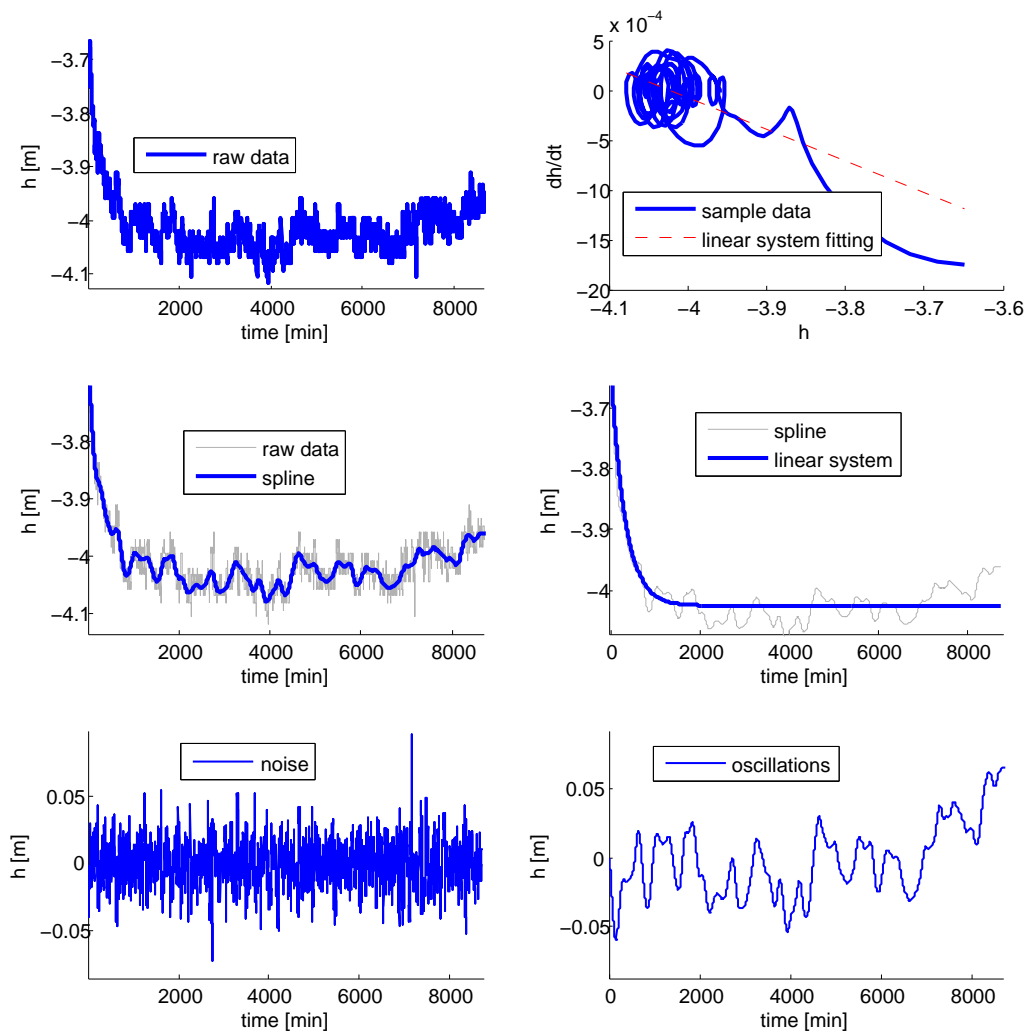 −3.7
−3.8
−3.9
−4
−4.1
h [m]
raw data
2000
4000
6000
8000
time [min]
x 10⁻⁴
5
0
−5
−10
−15
−20
dh/dt
sample data
linear system fitting
−4.1
−4
−3.9
−3.8
−3.7
−3.6
h
−3.8
−3.9
−4
−4.1
h [m]
raw data
spline
2000
4000
6000
8000
time [min]
−3.7
−3.8
−3.9
−4
h [m]
spline
linear system
0
2000
4000
6000
8000
time [min]
0.05
0
−0.05
h [m]
noise
2000
4000
6000
8000
time [min]
0.05
0
−0.05
h [m]
oscillations
0
2000
4000
6000
8000
time [min]